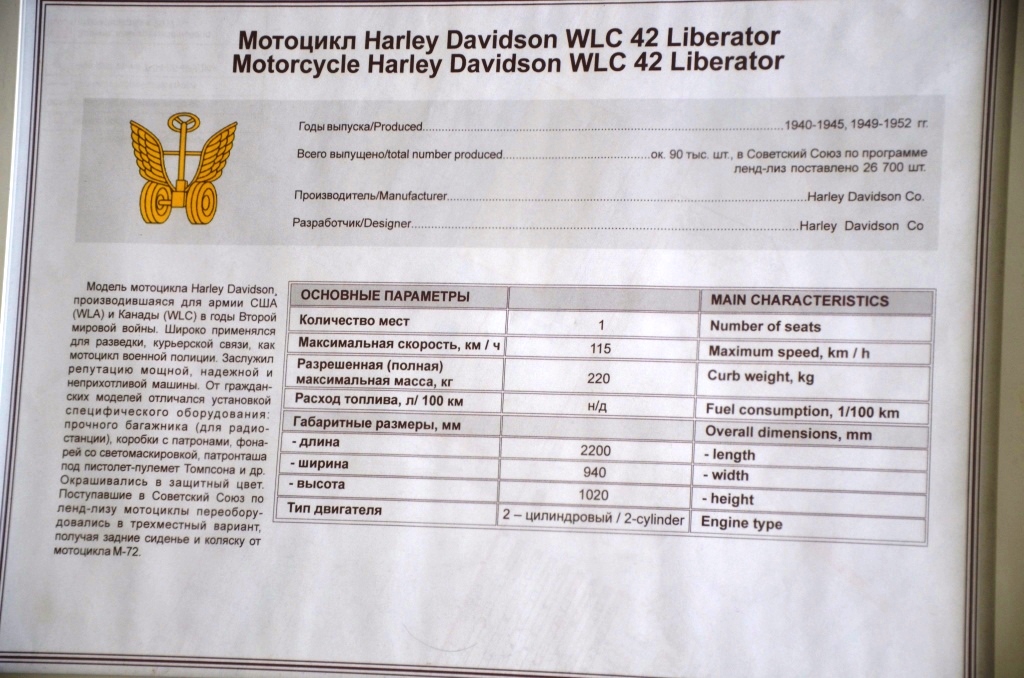 Мотоцикл Harley Davidson WLC 42 Liberator
Motorcycle Harley Davidson WLC 42 Liberator
Годы выпуска/Produced....................1940-1945, 1949-1952 гг.
Всего выпущено/total number produced....................ок. 90 тыс. шт., в Советский Союз по программе
ленд-лиз поставлено 26 700 шт.
Производитель/Manufacturer....................Harley Davidson Co.
Разработчик/Designer....................Harley Davidson Co
Модель мотоцикла Harley Davidson,
производившаяся для армии США
(WLA) и Канады (WLC) в годы Второй
мировой войны. Широко применялся
для разведки, курьерской связи, как
мотоцикл военной полиции. Заслужил
репутацию мощной, надежной и
неприхотливой машины. От граждан-
ских моделей отличался установкой
специфического оборудования:
прочного багажника (для радио-
станции), коробки с патронами, фона-
рей со светомаскировкой, патронташа
под пистолет-пулемет Томпсона и др.
Окрашивались в защитный цвет.
Поступавшие в Советский Союз по
ленд-лизу мотоциклы переобору-
довались в трехместный вариант,
получая задние сиденье и коляску от
мотоцикла М-72.
ОСНОВНЫЕ ПАРАМЕТРЫ MAIN CHARACTERISTICS
Количество мест 1 Number of seats
Максимальная скорость, км / ч 115 Maximum speed, km / h
Разрешенная (полная)
максимальная масса, кг 220 Curb weight, kg
Расход топлива, л/ 100 км н/д Fuel consumption, 1/100 km
Габаритные размеры, мм Overall dimensions, mm
- длина 2200 - length
- ширина 940 - width
- высота 1020 - height
Тип двигателя 2 – цилиндровый / 2-cylinder Engine type